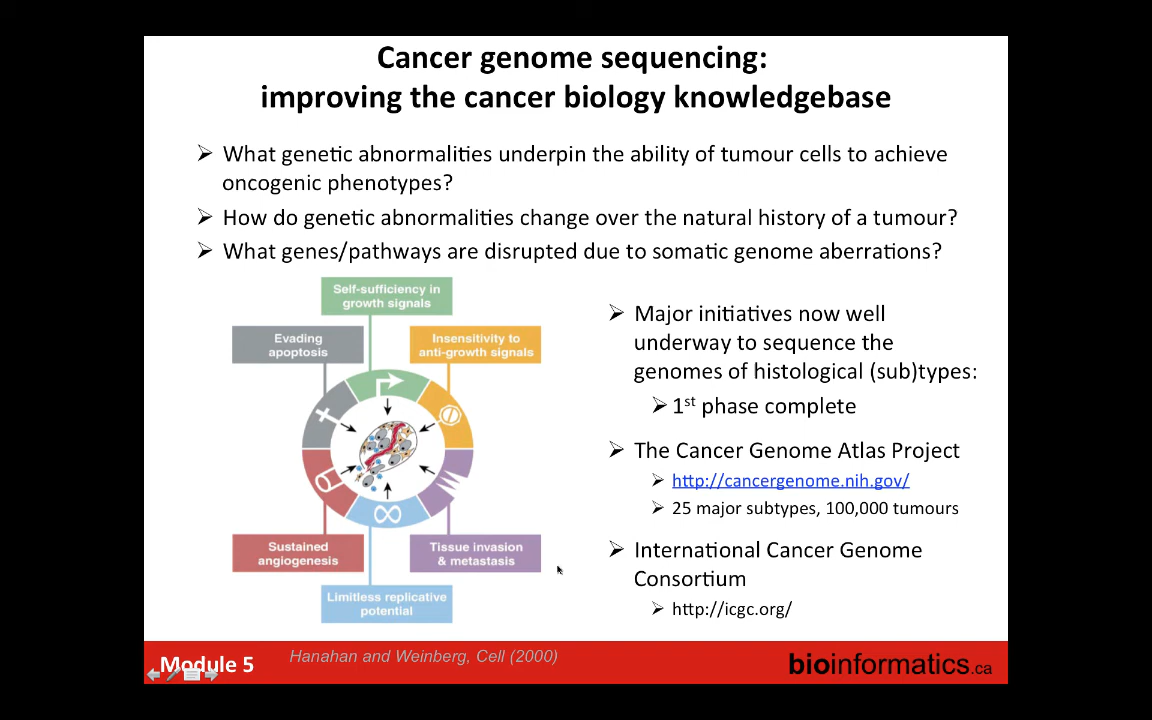 Cancer genome sequencing:
improving the cancer biology knowledgebase
➢ What genetic abnormalities underpin the ability of tumour cells to achieve
oncogenic phenotypes?
➢ How do genetic abnormalities change over the natural history of a tumour?
➢ What genes/pathways are disrupted due to somatic genome aberrations?
Self-sufficiency in
growth signals
Evading
apoptosis
Insensitivity to
anti-growth signals
Sustained
angiogenesis
Tissue invasion
& metastasis
Limitless replicative
potential
➢ Major initiatives now well
underway to sequence the
genomes of histological (sub)types:
➢ 1st phase complete
➢ The Cancer Genome Atlas Project
➢ http://cancergenome.nih.gov/
➢ 25 major subtypes, 100,000 tumours
➢ International Cancer Genome
Consortium
➢ http://icgc.org/
Module 5
Hanahan and Weinberg, Cell (2000)
bioinformatics.ca